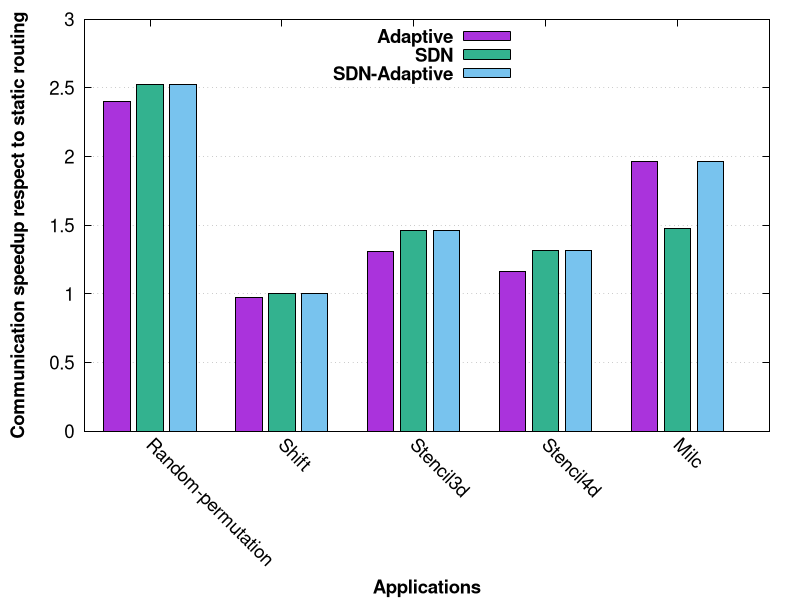 Communication speedup respect to static routing
3
2.5
2
1.5
1
0.5
0
Adaptive
SDN
SDN-Adaptive
Random-permutation
Shift
Stencil3d
Stencil4d
Milc
Applications